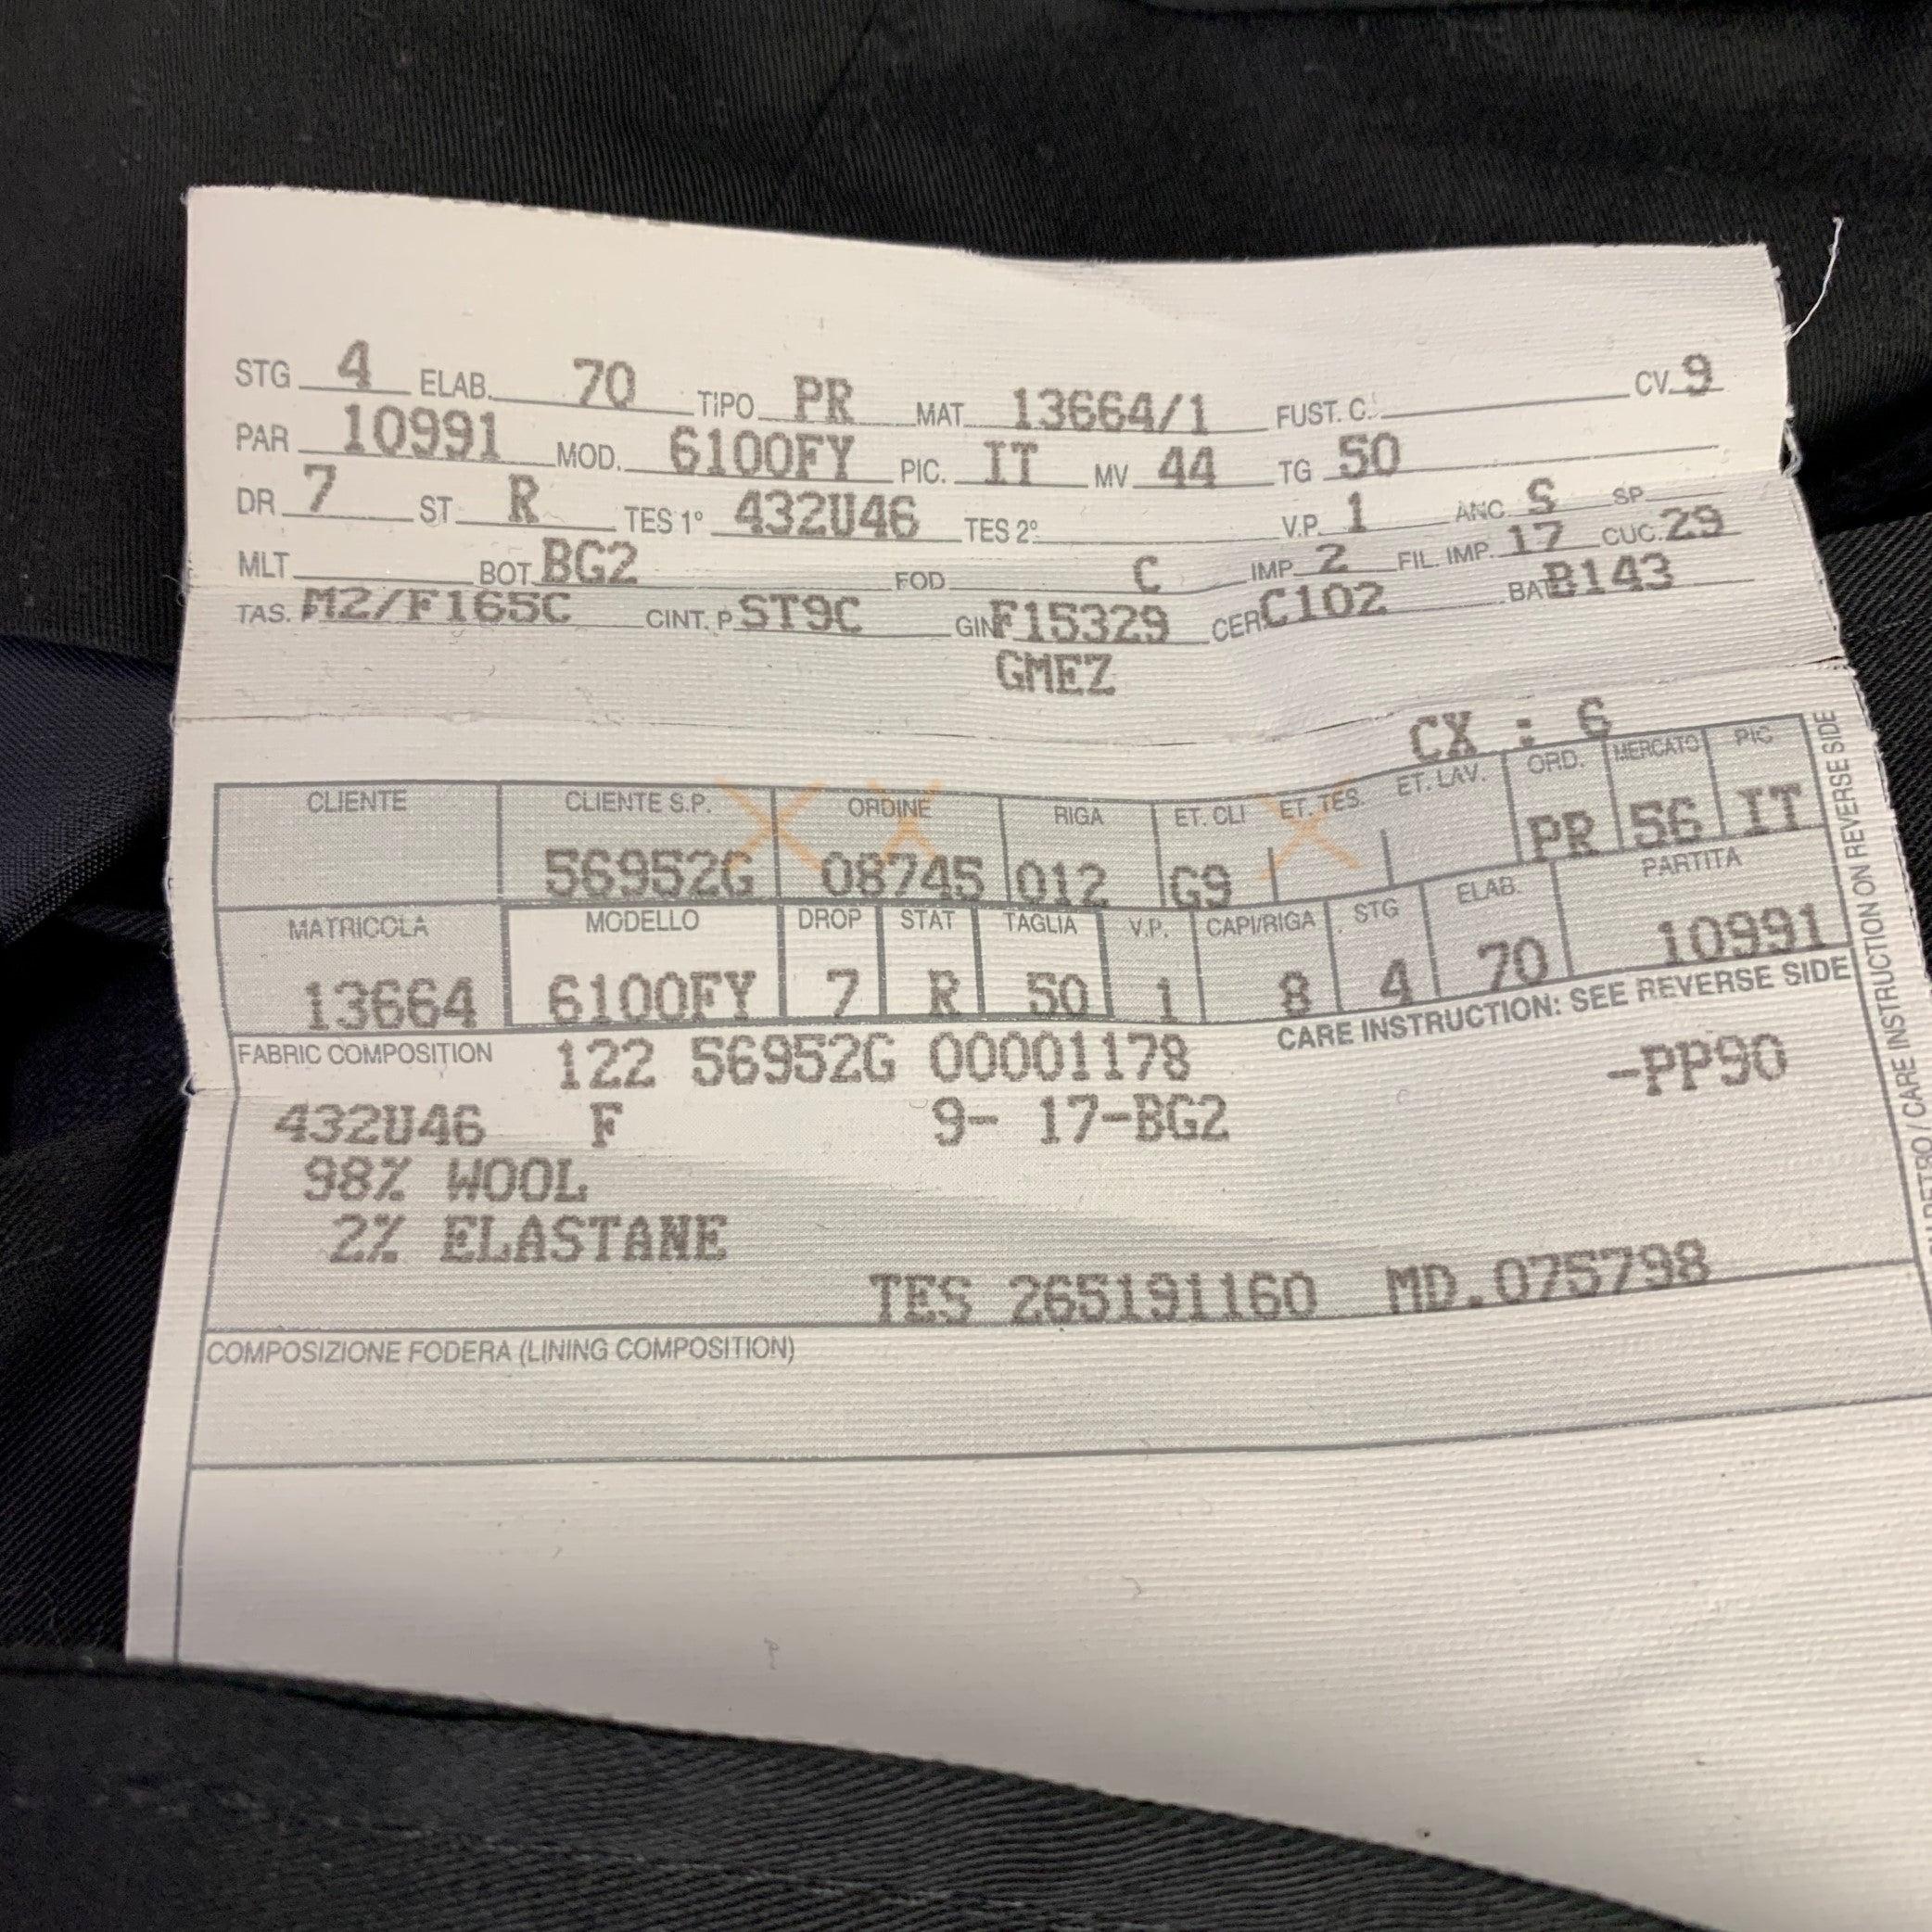 STG 4 ELAB. 70 TIPO PR MAT 13664/1 FUST. C. CV. 9
PAR 10991 MOD. 6100FY PIC. IT MV 44 TG 50
DR 7 ST R TES 1° 432U46 TES 2° V.P. 1 ANC S SP
MLT BOT BG2 FOD C IMP 2 FIL. IMP. 17 CUC. 29
TAS. M2/F165C CINT. P ST9C GIN F15329 CER C102 BAT B143
GMEZ
CX : 6
CLIENTE CLIENTE S.P. ORDINE RIGA ET. CLI ET. TES. ET. LAV. ORD. MERCATO PIC
56952G 08745 012 G9 PR 56 IT
MATRICOLA MODELLO DROP STAT TAGLIA V.P. CAPI/RIGA STG ELAB. PARTITA
13664 6100FY 7 R 50 1 8 4 70 10991
FABRIC COMPOSITION 122 56952G 00001178 CARE INSTRUCTION: SEE REVERSE SIDE
-PP90
432U46 F 9- 17-BG2
98% WOOL
2% ELASTANE
TES 265191160 MD.075798
COMPOSIZIONE FODERA (LINING COMPOSITION)
RETRO / CARE INSTRUCTION ON REVERSE SIDE